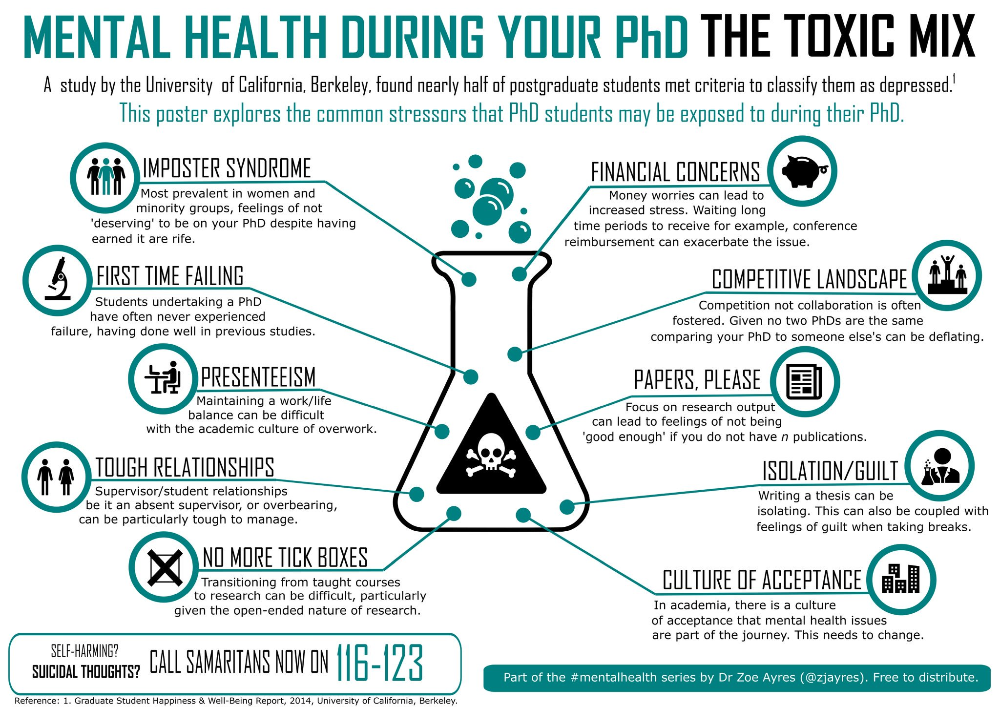 MENTAL HEALTH DURING YOUR PhD THE TOXIC MIX
A study by the University of California, Berkeley, found nearly half of postgraduate students met criteria to classify them as depressed.1
This poster explores the common stressors that PhD students may be exposed to during their PhD.
IMPOSTER SYNDROME
Most prevalent in women and
minority groups, feelings of not
'deserving' to be on your PhD despite having
earned it are rife.
FIRST TIME FAILING
Students undertaking a PhD
have often never experienced
failure, having done well in previous studies.
PRESENTEEISM
Maintaining a work/life
balance can be difficult
with the academic culture of overwork.
TOUGH RELATIONSHIPS
Supervisor/student relationships
be it an absent supervisor, or overbearing,
can be particularly tough to manage.
NO MORE TICK BOXES
Transitioning from taught courses
to research can be difficult, particularly
given the open-ended nature of research.
FINANCIAL CONCERNS
Money worries can lead to
increased stress. Waiting long
time periods to receive for example, conference
reimbursement can exacerbate the issue.
COMPETITIVE LANDSCAPE
Competition not collaboration is often
fostered. Given no two PhDs are the same
comparing your PhD to someone else's can be deflating.
PAPERS, PLEASE
Focus on research output
can lead to feelings of not being
'good enough' if you do not have n publications.
ISOLATION/GUILT
Writing a thesis can be
isolating. This can also be coupled with
feelings of guilt when taking breaks.
CULTURE OF ACCEPTANCE
In academia, there is a culture
of acceptance that mental health issues
are part of the journey. This needs to change.
SELF-HARMING?
SUICIDAL THOUGHTS?
CALL SAMARITANS NOW ON 116-123
Part of the #mentalhealth series by Dr Zoe Ayres (@zjayres). Free to distribute.
Reference: 1. Graduate Student Happiness & Well-Being Report, 2014, University of California, Berkeley.